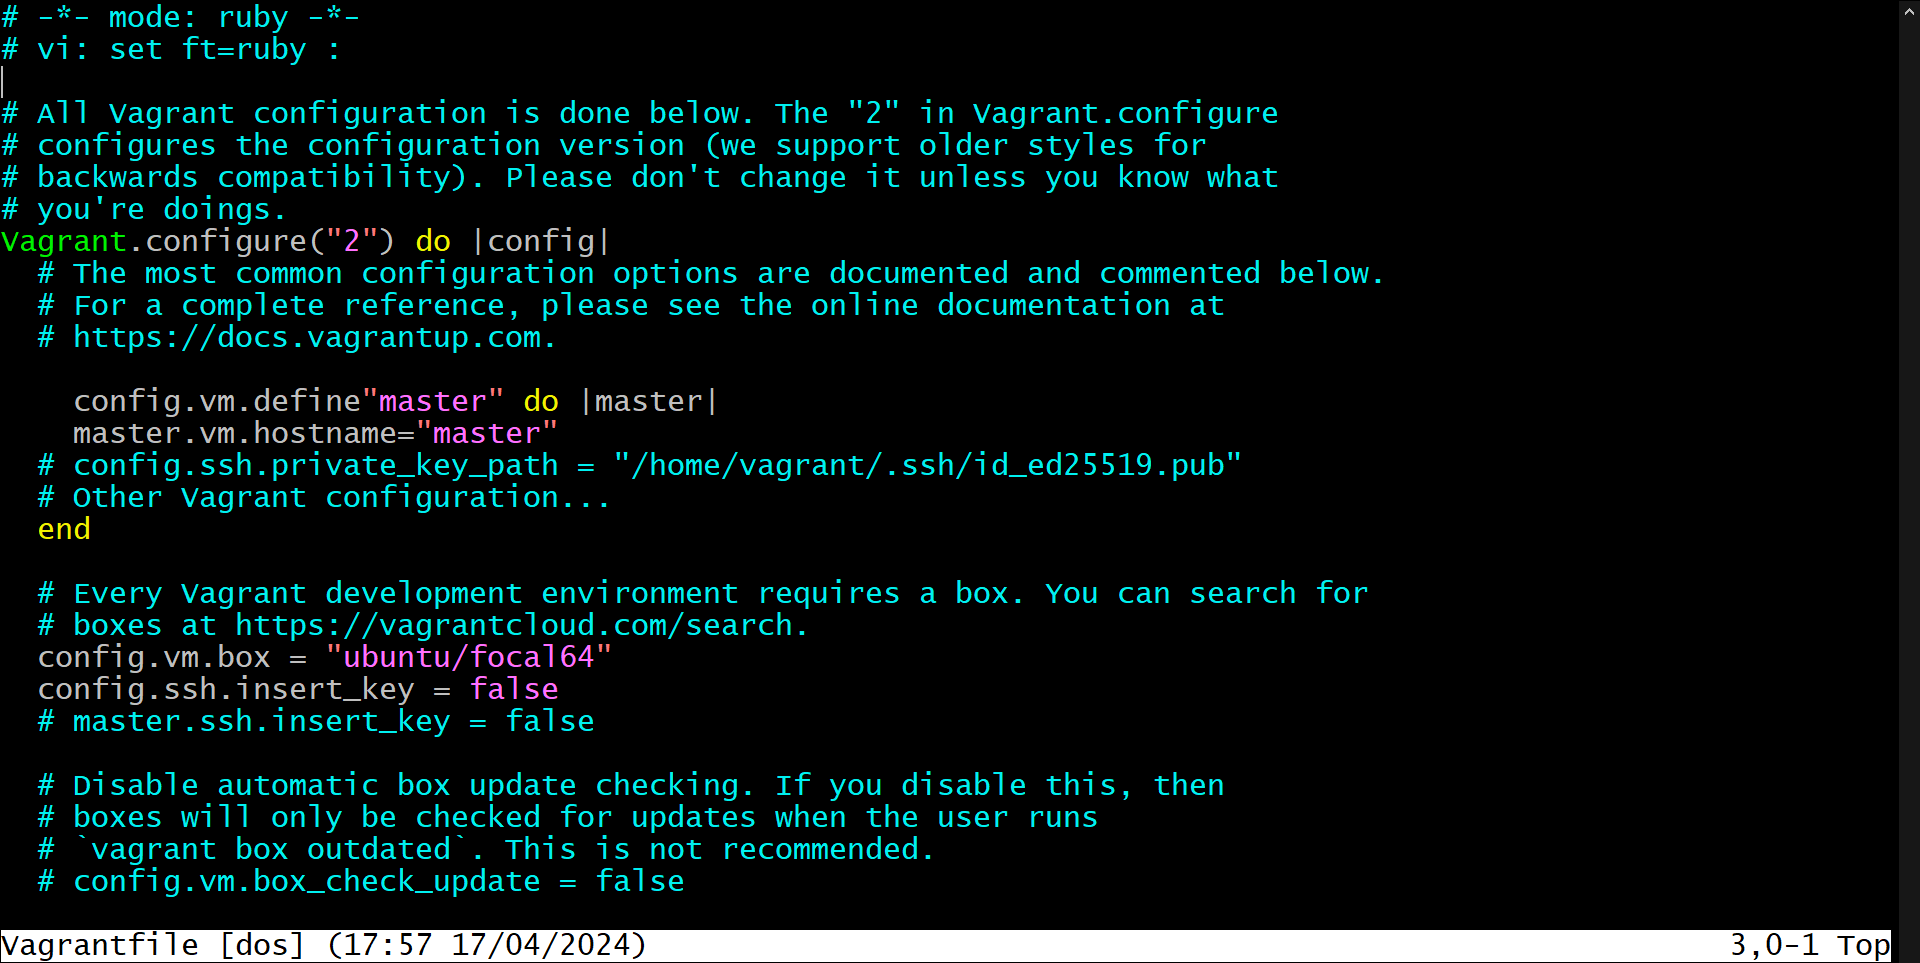 # -*- mode: ruby -*-
# vi: set ft=ruby :
# All Vagrant configuration is done below. The "2" in Vagrant.configure
# configures the configuration version (we support older styles for
# backwards compatibility). Please don't change it unless you know what
# you're doings.
Vagrant.configure("2") do |config|
  # The most common configuration options are documented and commented below.
  # For a complete reference, please see the online documentation at
  # https://docs.vagrantup.com.
    config.vm.define"master" do |master|
    master.vm.hostname="master"
  # config.ssh.private_key_path = "/home/vagrant/.ssh/id_ed25519.pub"
  # Other Vagrant configuration...
  end
  # Every Vagrant development environment requires a box. You can search for
  # boxes at https://vagrantcloud.com/search.
  config.vm.box = "ubuntu/focal64"
  config.ssh.insert_key = false
  # master.ssh.insert_key = false
  # Disable automatic box update checking. If you disable this, then
  # boxes will only be checked for updates when the user runs
  # `vagrant box outdated`. This is not recommended.
  # config.vm.box_check_update = false
Vagrantfile [dos] (17:57 17/04/2024) 3,0-1 Top